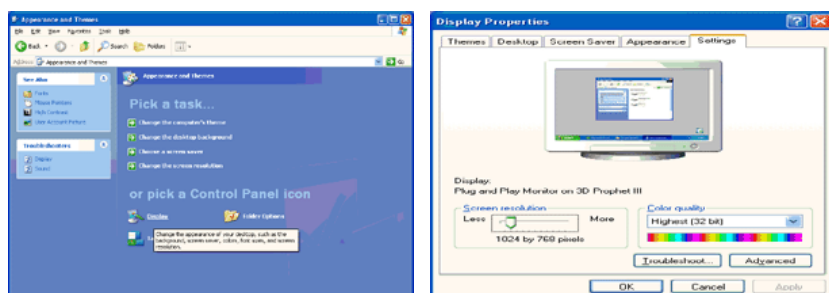 Appearance and Themes
File Edit View Favorites Tools Help
Back Search Folders
Address Appearance and Themes
See Also
Fonts
Mouse Pointers
High Contrast
User Account Picture
Troubleshooters
Display
Sound
Appearance and Themes
Pick a task...
Change the computer's theme
Change the desktop background
Choose a screen saver
Change the screen resolution
or pick a Control Panel icon
Display Folder Options
Change the appearance of your desktop, such as the
background, screen saver, colors, font sizes, and screen
resolution.
Display Properties
Themes Desktop Screen Saver Appearance Settings
Display:
Plug and Play Monitor on 3D Prophet III
Screen resolution
Less More
1024 by 768 pixels
Color quality
Highest (32 bit)
Troubleshoot... Advanced
OK Cancel Apply